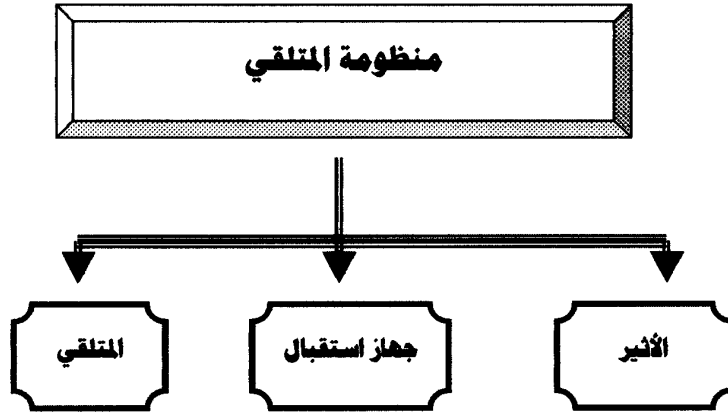 منظومة المتلقي
الأثير
جهاز استقبال
المتلقي